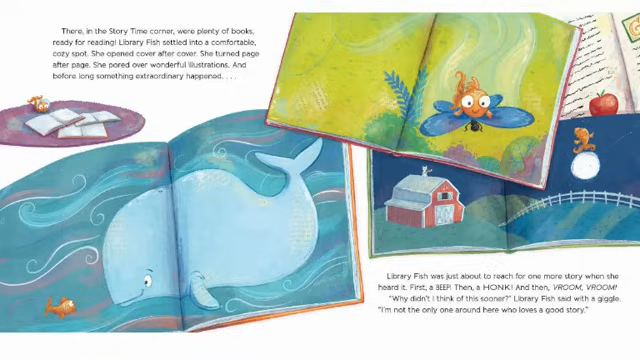 There, in the Story Time corner, were plenty of books,
ready for reading! Library Fish settled into a comfortable,
cozy spot. She opened cover after cover. She turned page
after page. She pored over wonderful illustrations. And
before long something extraordinary happened. . . .
Library Fish was just about to reach for one more story when she
heard it. First, a BEEP! Then, a HONK! And then, VROOM, VROOM!
"Why didn't I think of this sooner?" Library Fish said with a giggle.
"I'm not the only one around here who loves a good story."